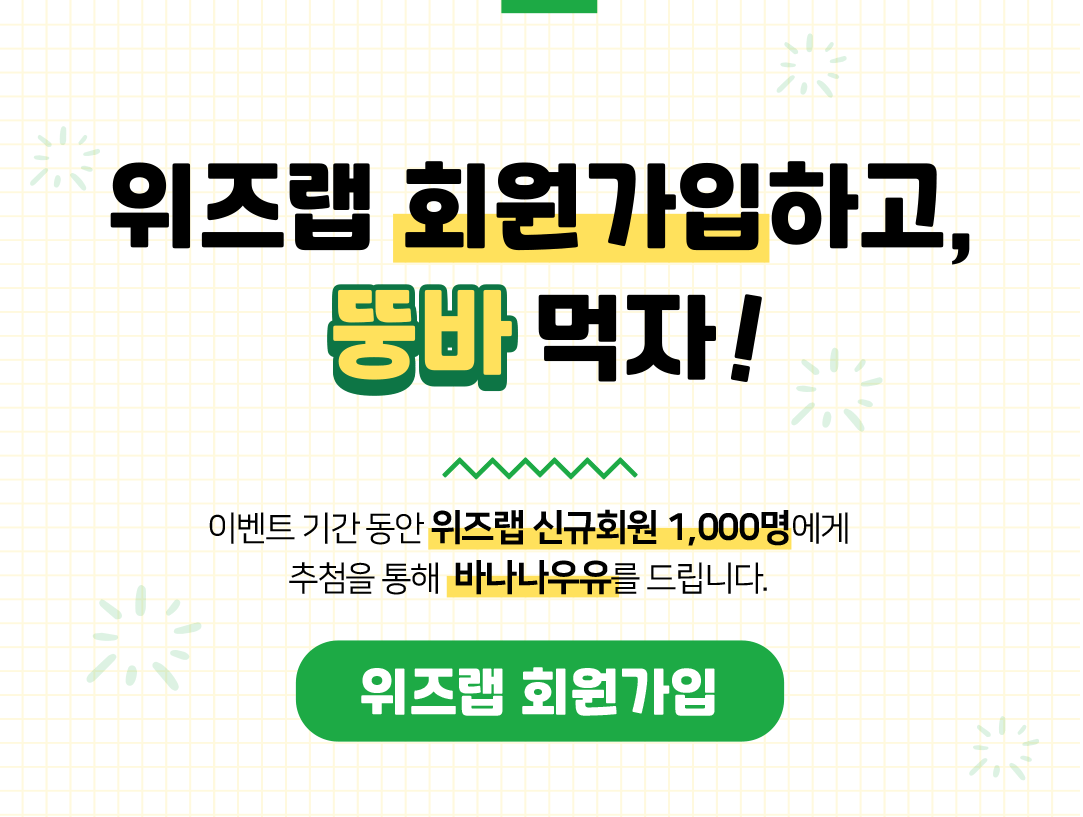 위즈랩 회원가입하고,
뚱바 먹자!
이벤트 기간 동안 위즈랩 신규회원 1,000명에게
추첨을 통해 바나나우유를 드립니다.
위즈랩 회원가입